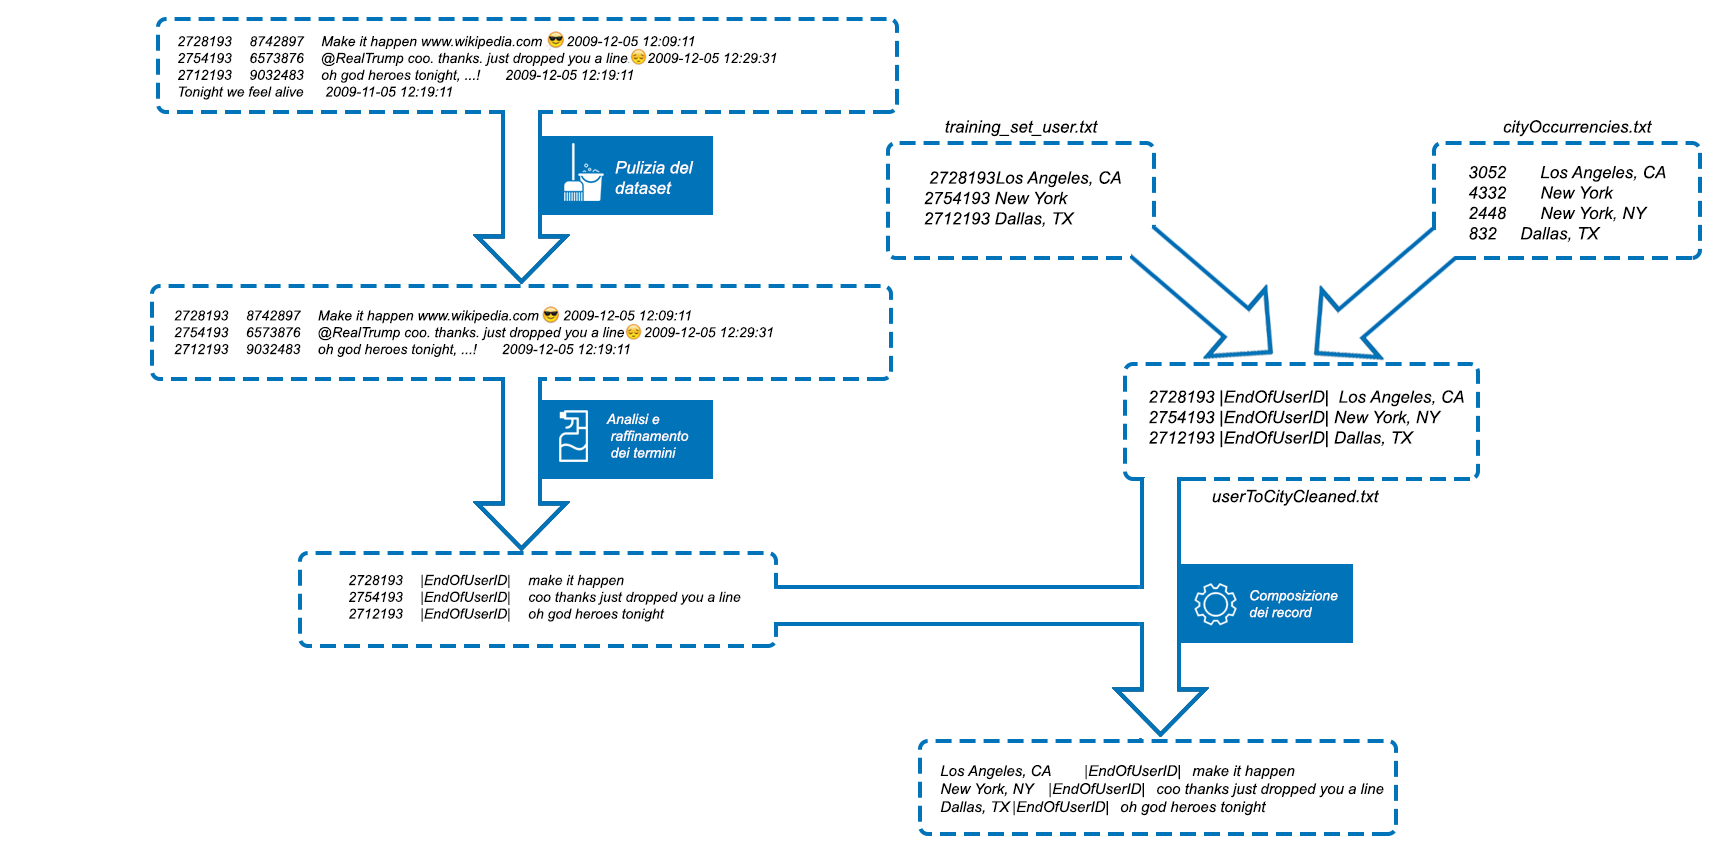 2728193 8742897 Make it happen www.wikipedia.com 😎 2009-12-05 12:09:11
2754193 6573876 @RealTrump coo. thanks. just dropped you a line 😔 2009-12-05 12:29:31
2712193 9032483 oh god heroes tonight, ...! 2009-12-05 12:19:11
Tonight we feel alive 2009-11-05 12:19:11
Pulizia del
dataset
2728193 8742897 Make it happen www.wikipedia.com 😎 2009-12-05 12:09:11
2754193 6573876 @RealTrump coo. thanks. just dropped you a line 😔 2009-12-05 12:29:31
2712193 9032483 oh god heroes tonight, ...! 2009-12-05 12:19:11
Analisi e
raffinamento
dei termini
2728193 |EndOfUserID| make it happen
2754193 |EndOfUserID| coo thanks just dropped you a line
2712193 |EndOfUserID| oh god heroes tonight
training_set_user.txt
2728193Los Angeles, CA
2754193 New York
2712193 Dallas, TX
cityOccurrencies.txt
3052 Los Angeles, CA
4332 New York
2448 New York, NY
832 Dallas, TX
2728193 |EndOfUserID| Los Angeles, CA
2754193 |EndOfUserID| New York, NY
2712193 |EndOfUserID| Dallas, TX
userToCityCleaned.txt
Composizione
dei record
Los Angeles, CA |EndOfUserID| make it happen
New York, NY |EndOfUserID| coo thanks just dropped you a line
Dallas, TX |EndOfUserID| oh god heroes tonight